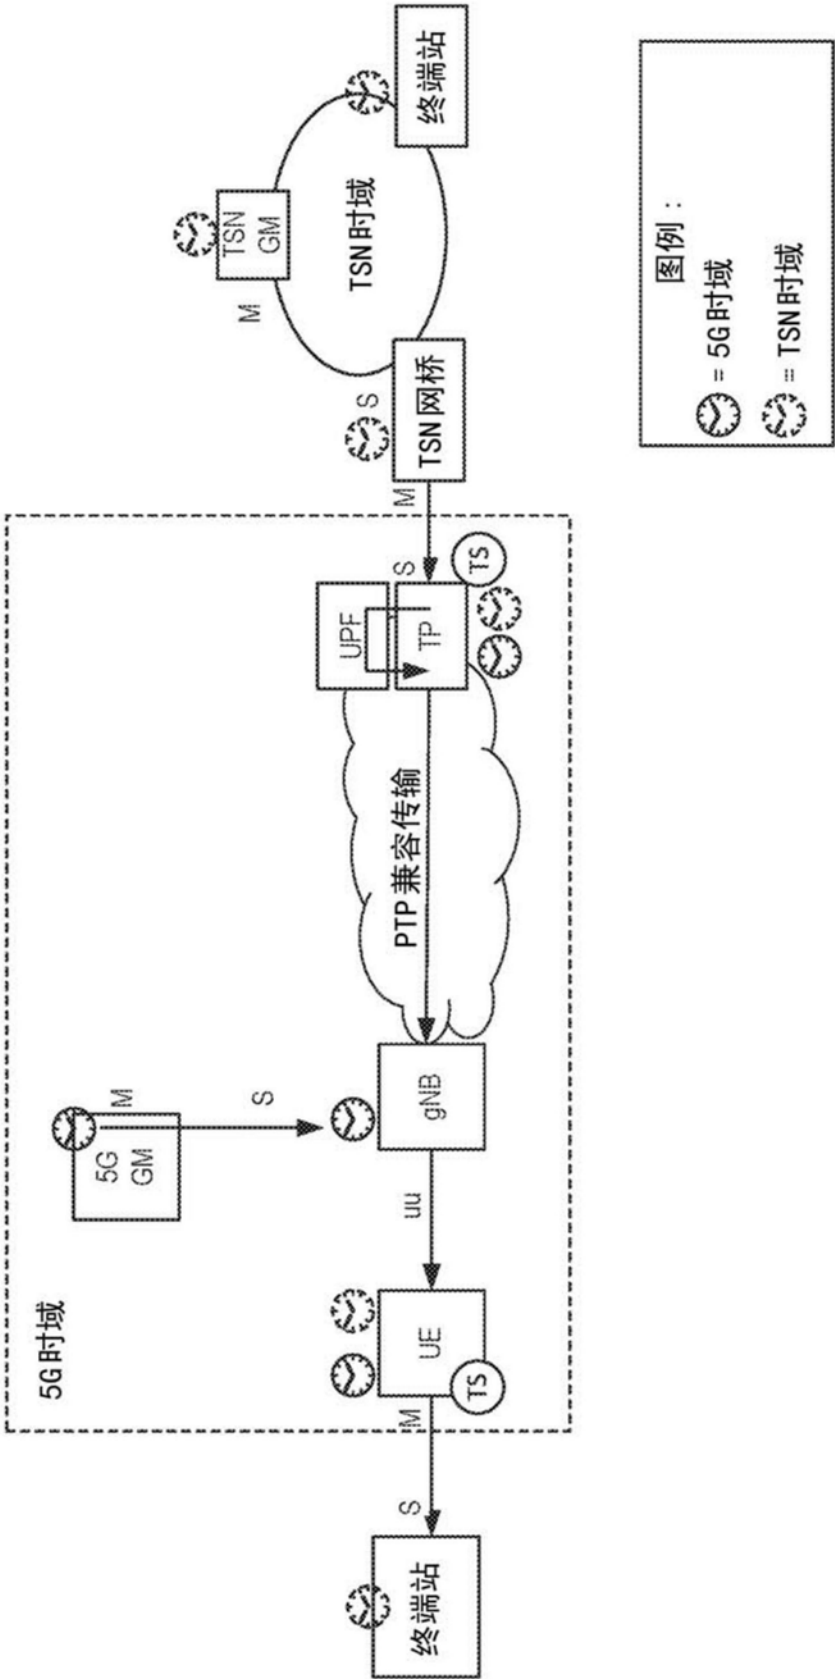 5G时域
5G
GM
M
S
终端站
S
M
UE
TS
uu
gNB
PTP兼容传输
UPF
TP
TS
S
M
TSN网桥
S
M
TSN
GM
TSN时域
终端站
图例：
= 5G时域
= TSN时域